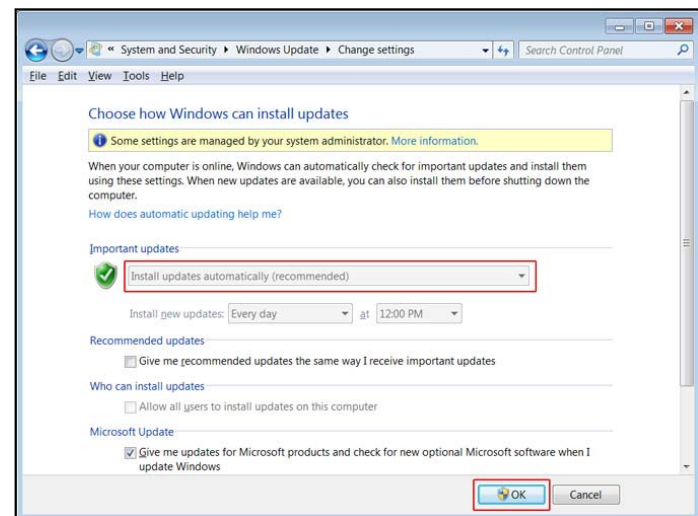 « System and Security ▸ Windows Update ▸ Change settings
Search Control Panel
File Edit View Tools Help
Choose how Windows can install updates
Some settings are managed by your system administrator. More information.
When your computer is online, Windows can automatically check for important updates and install them
using these settings. When new updates are available, you can also install them before shutting down the
computer.
How does automatic updating help me?
Important updates
Install updates automatically (recommended)
Install new updates: Every day at 12:00 PM
Recommended updates
Give me recommended updates the same way I receive important updates
Who can install updates
Allow all users to install updates on this computer
Microsoft Update
Give me updates for Microsoft products and check for new optional Microsoft software when I
update Windows
OK Cancel